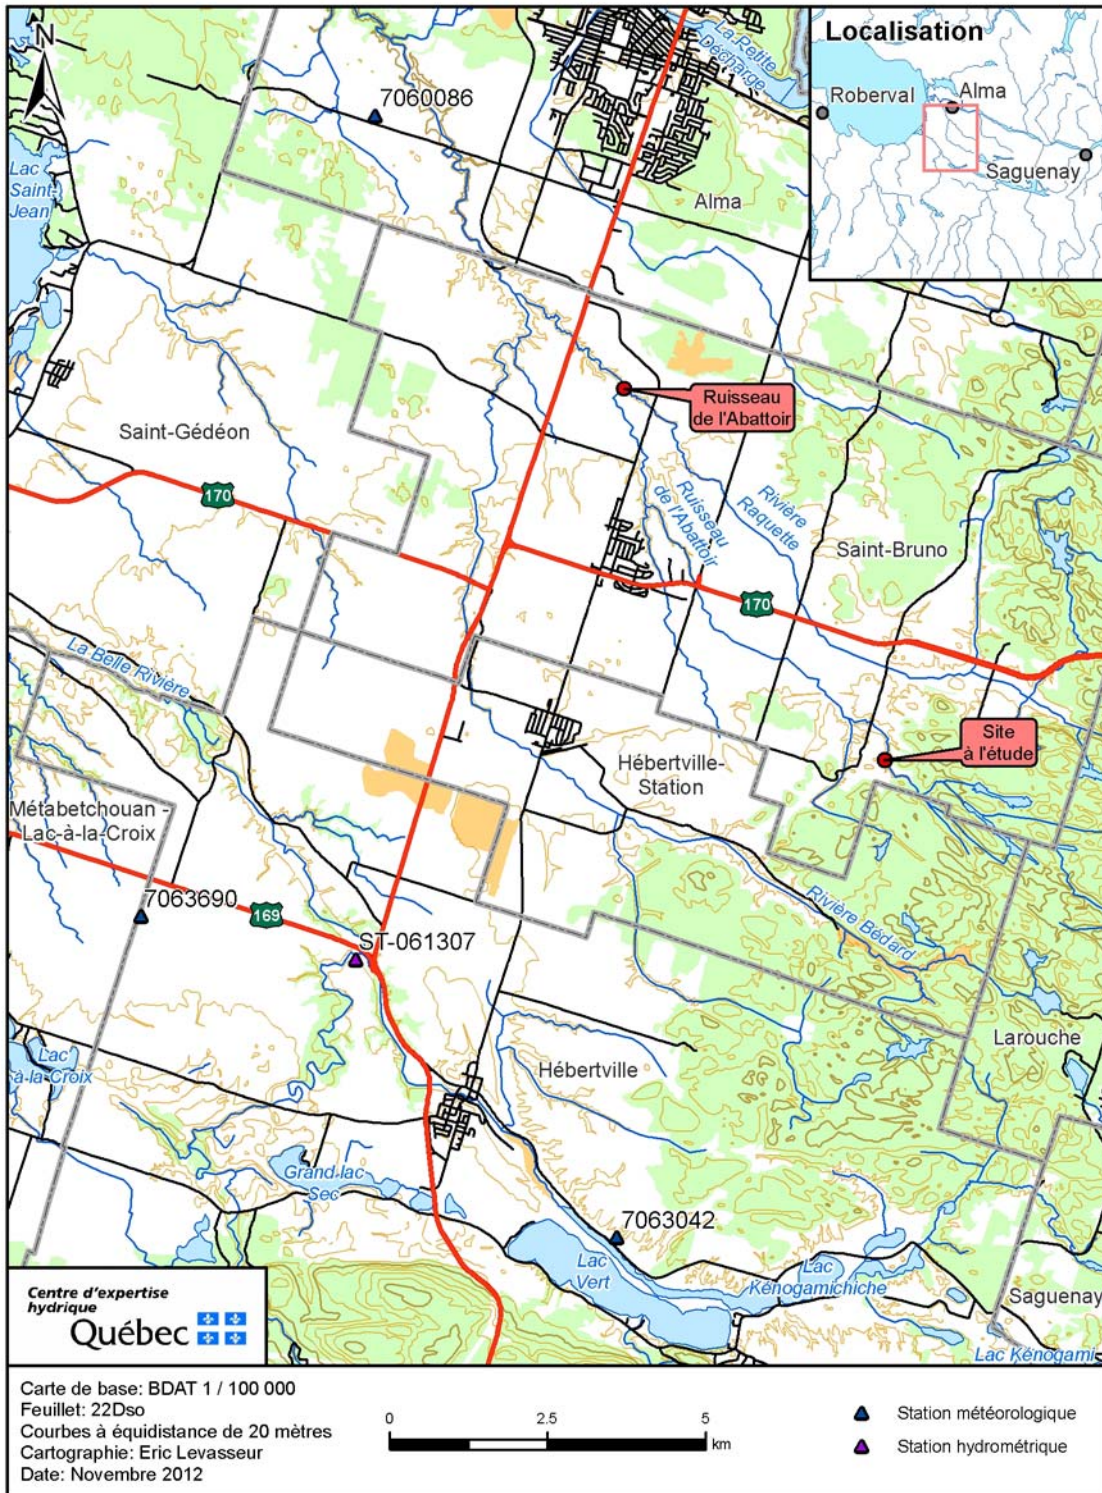 N
La Petite
Décharge
Localisation
Roberval
Alma
Saguenay
7060086
Lac
Saint-
Jean
Alma
Ruisseau
de l'Abattoir
Saint-Gédéon
170
Ruisseau
de l'Abattoir
Rivière
Raquette
Saint-Bruno
170
La Belle Rivière
Site
à l'étude
Hébertville-
Station
Métabetchouan -
Lac-à-la-Croix
7063690
169
ST-061307
Rivière Bédard
Lac
à la Croix
Hébertville
Larouche
Grand lac
Sec
7063042
Lac
Vert
Lac
Kénogamichiche
Saguenay
Lac Kénogami
Centre d'expertise
hydrique
Québec
Carte de base: BDAT 1 / 100 000
Feuillet: 22Dso
Courbes à équidistance de 20 mètres
Cartographie: Eric Levasseur
Date: Novembre 2012
0 2.5 5
km
Station météorologique
Station hydrométrique